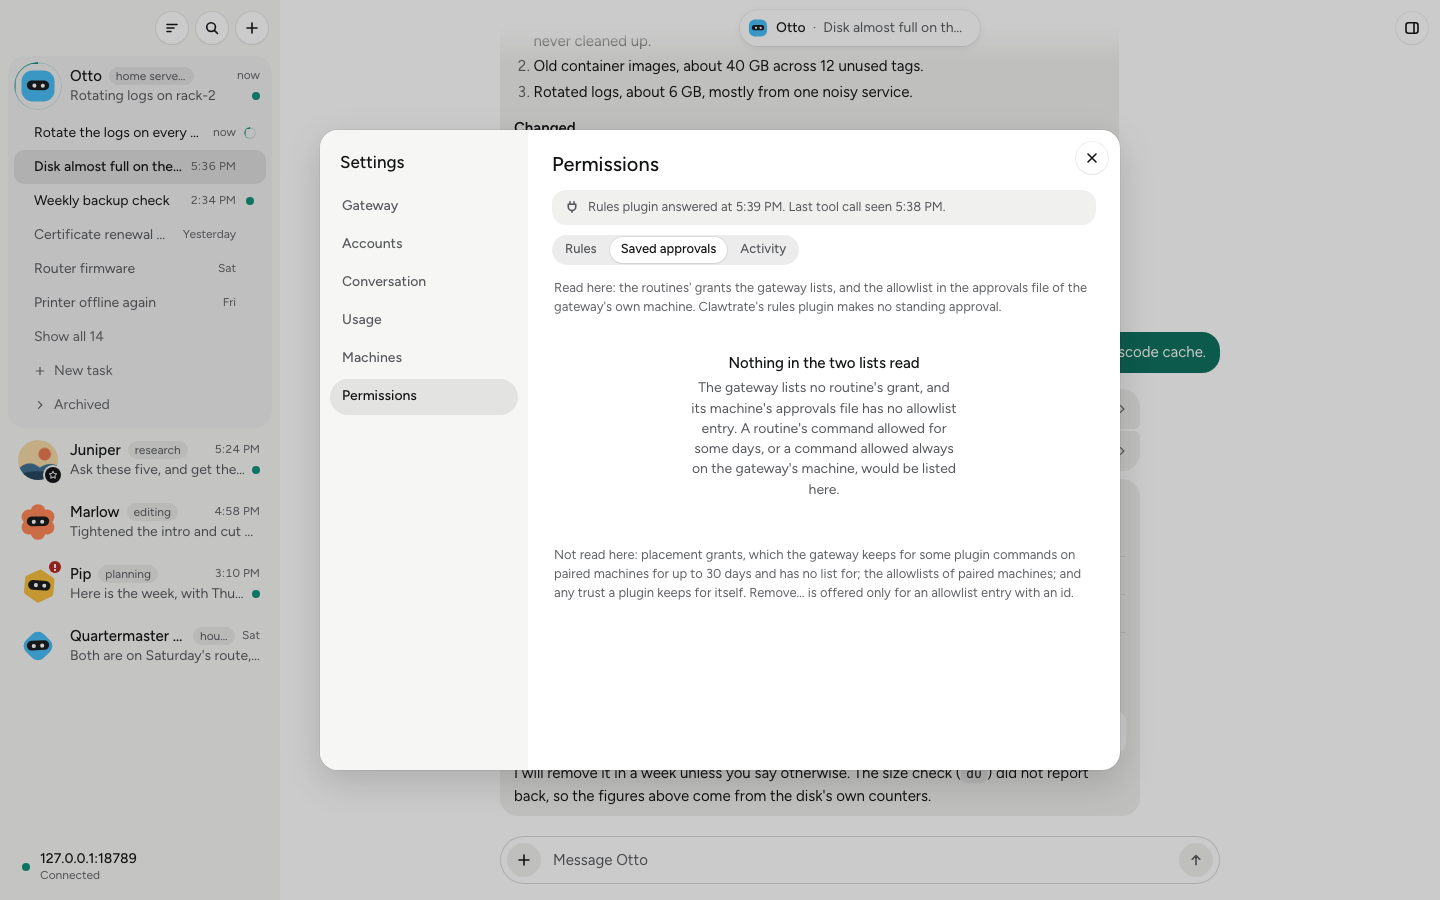 Otto · Disk almost full on th...
Otto home serve... now
Rotating logs on rack-2
Rotate the logs on every ... now
Disk almost full on the... 5:36 PM
Weekly backup check 2:34 PM
Certificate renewal ... Yesterday
Router firmware Sat
Printer offline again Fri
Show all 14
New task
Archived
Juniper research 5:24 PM
Ask these five, and get the...
Marlow editing 4:58 PM
Tightened the intro and cut ...
Pip planning 3:10 PM
Here is the week, with Thu...
Quartermaster ... hou... Sat
Both are on Saturday's route,...
127.0.0.1:18789
Connected
never cleaned up.
2. Old container images, about 40 GB across 12 unused tags.
3. Rotated logs, about 6 GB, mostly from one noisy service.
Changed
Settings
Gateway
Accounts
Conversation
Usage
Machines
Permissions
Permissions
Rules plugin answered at 5:39 PM. Last tool call seen 5:38 PM.
Rules Saved approvals Activity
Read here: the routines' grants the gateway lists, and the allowlist in the approvals file of the
gateway's own machine. Clawtrate's rules plugin makes no standing approval.
Nothing in the two lists read
The gateway lists no routine's grant, and
its machine's approvals file has no allowlist
entry. A routine's command allowed for
some days, or a command allowed always
on the gateway's machine, would be listed
here.
Not read here: placement grants, which the gateway keeps for some plugin commands on
paired machines for up to 30 days and has no list for; the allowlists of paired machines; and
any trust a plugin keeps for itself. Remove... is offered only for an allowlist entry with an id.
scode cache.
I will remove it in a week unless you say otherwise. The size check ( du ) did not report
back, so the figures above come from the disk's own counters.
Message Otto